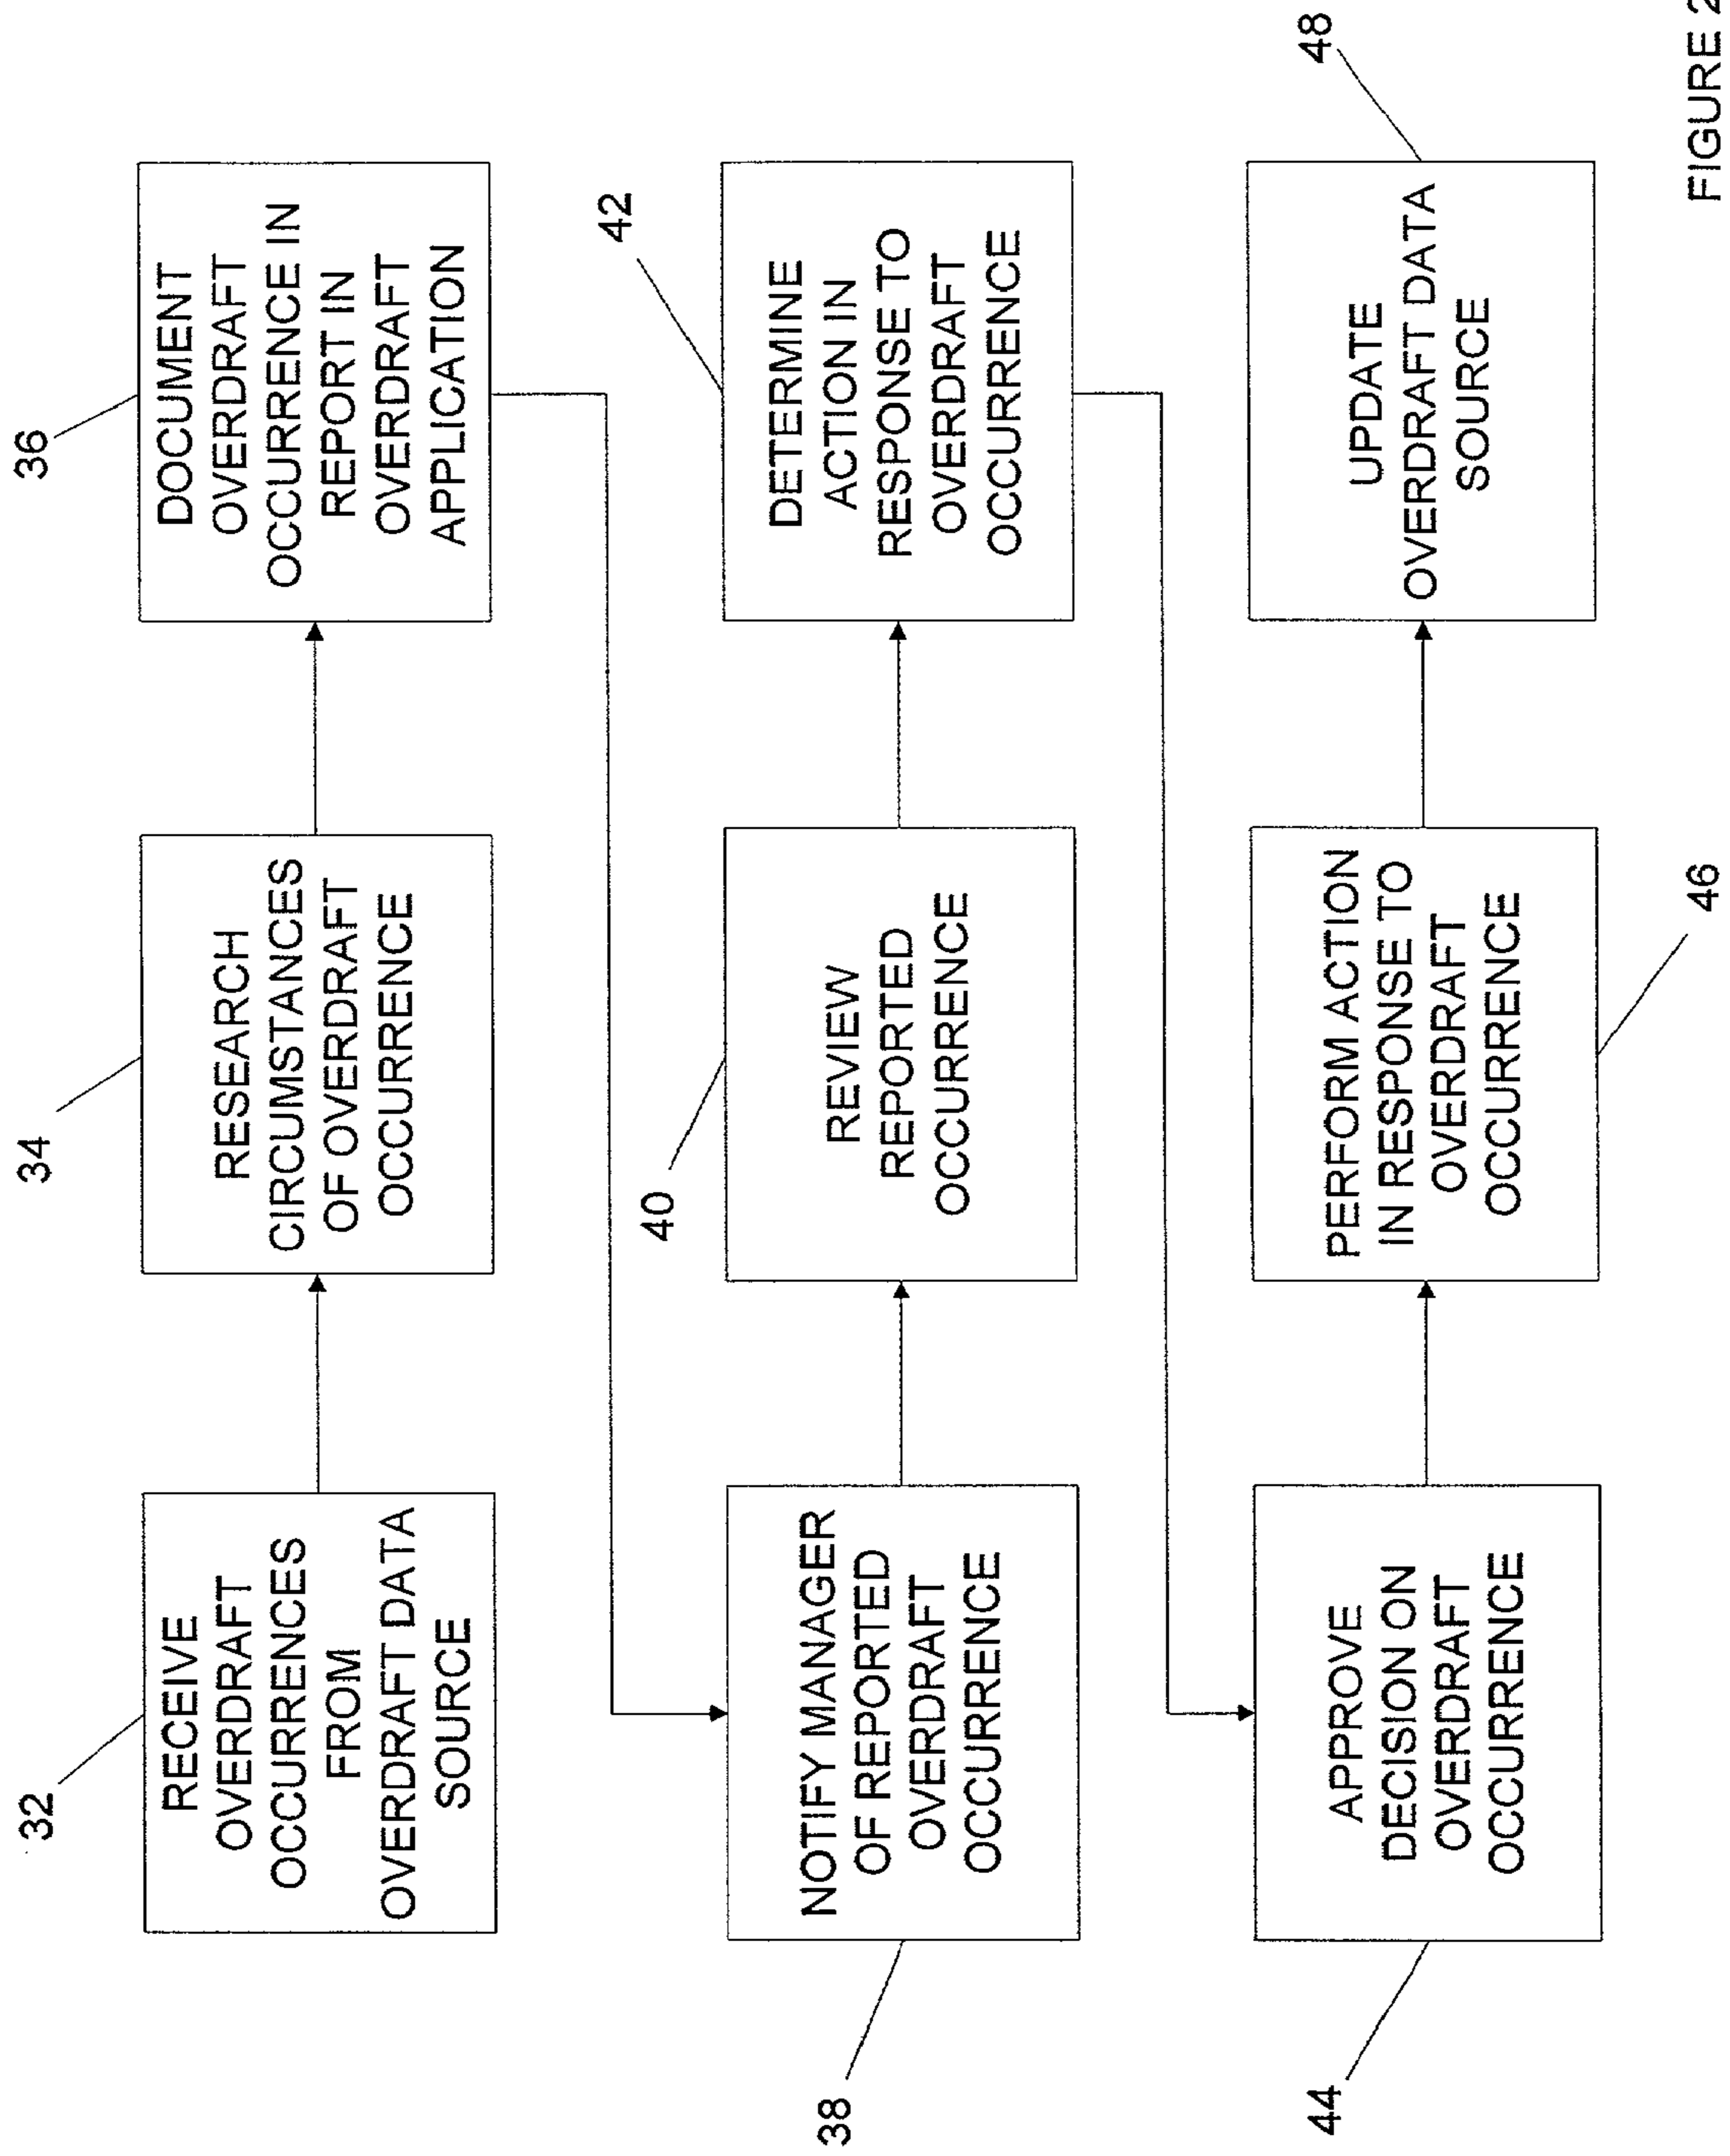 32
RECEIVE
OVERDRAFT
OCCURRENCES
FROM
OVERDRAFT DATA
SOURCE
34
RESEARCH
CIRCUMSTANCES
OF OVERDRAFT
OCCURRENCE
36
DOCUMENT
OVERDRAFT
OCCURRENCE IN
REPORT IN
OVERDRAFT
APPLICATION
38
NOTIFY MANAGER
OF REPORTED
OVERDRAFT
OCCURRENCE
40
REVIEW
REPORTED
OCCURRENCE
42
DETERMINE
ACTION IN
RESPONSE TO
OVERDRAFT
OCCURRENCE
44
APPROVE
DECISION ON
OVERDRAFT
OCCURRENCE
46
PERFORM ACTION
IN RESPONSE TO
OVERDRAFT
OCCURRENCE
48
UPDATE
OVERDRAFT DATA
SOURCE
FIGURE 2